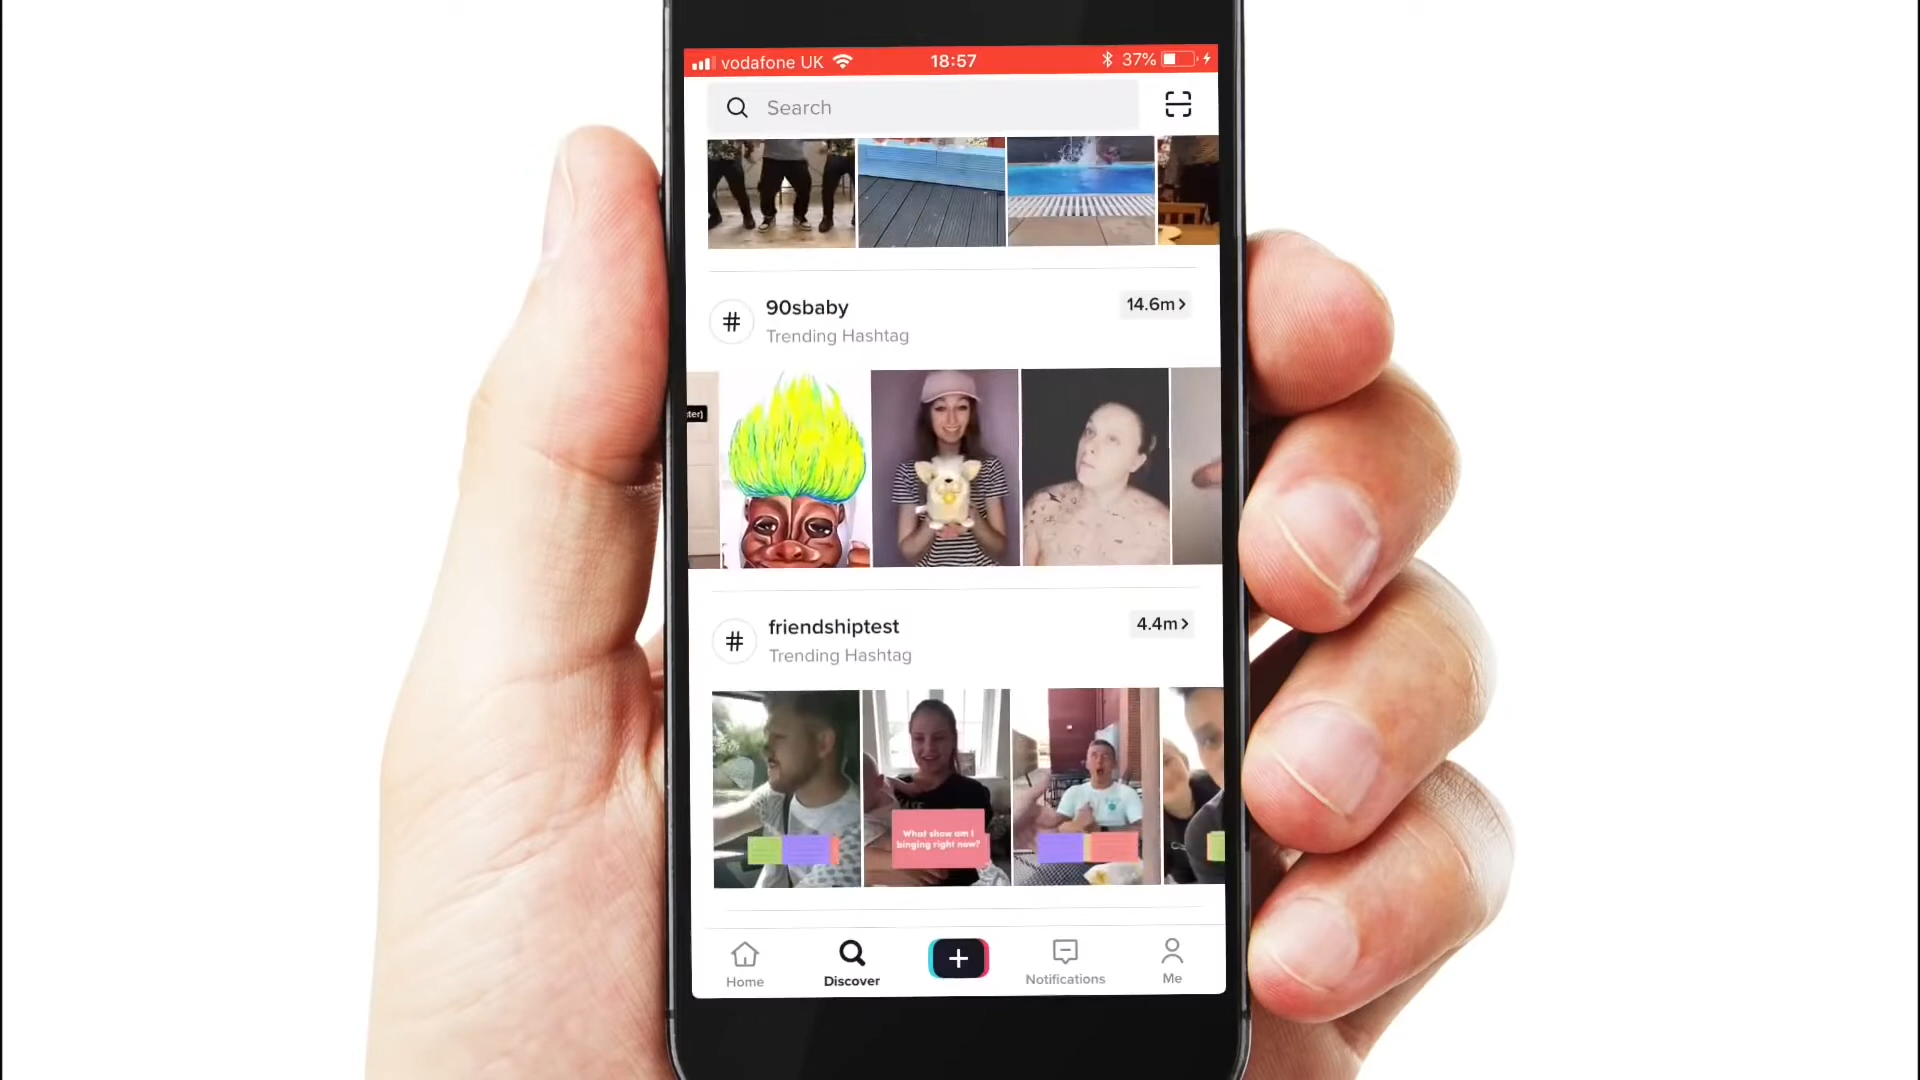 vodafone UK 18:57 37%
Search
# 90sbaby 14.6m >
Trending Hashtag
ter)
# friendshiptest 4.4m >
Trending Hashtag
What show am I
binging right now?
Home Discover + Notifications Me